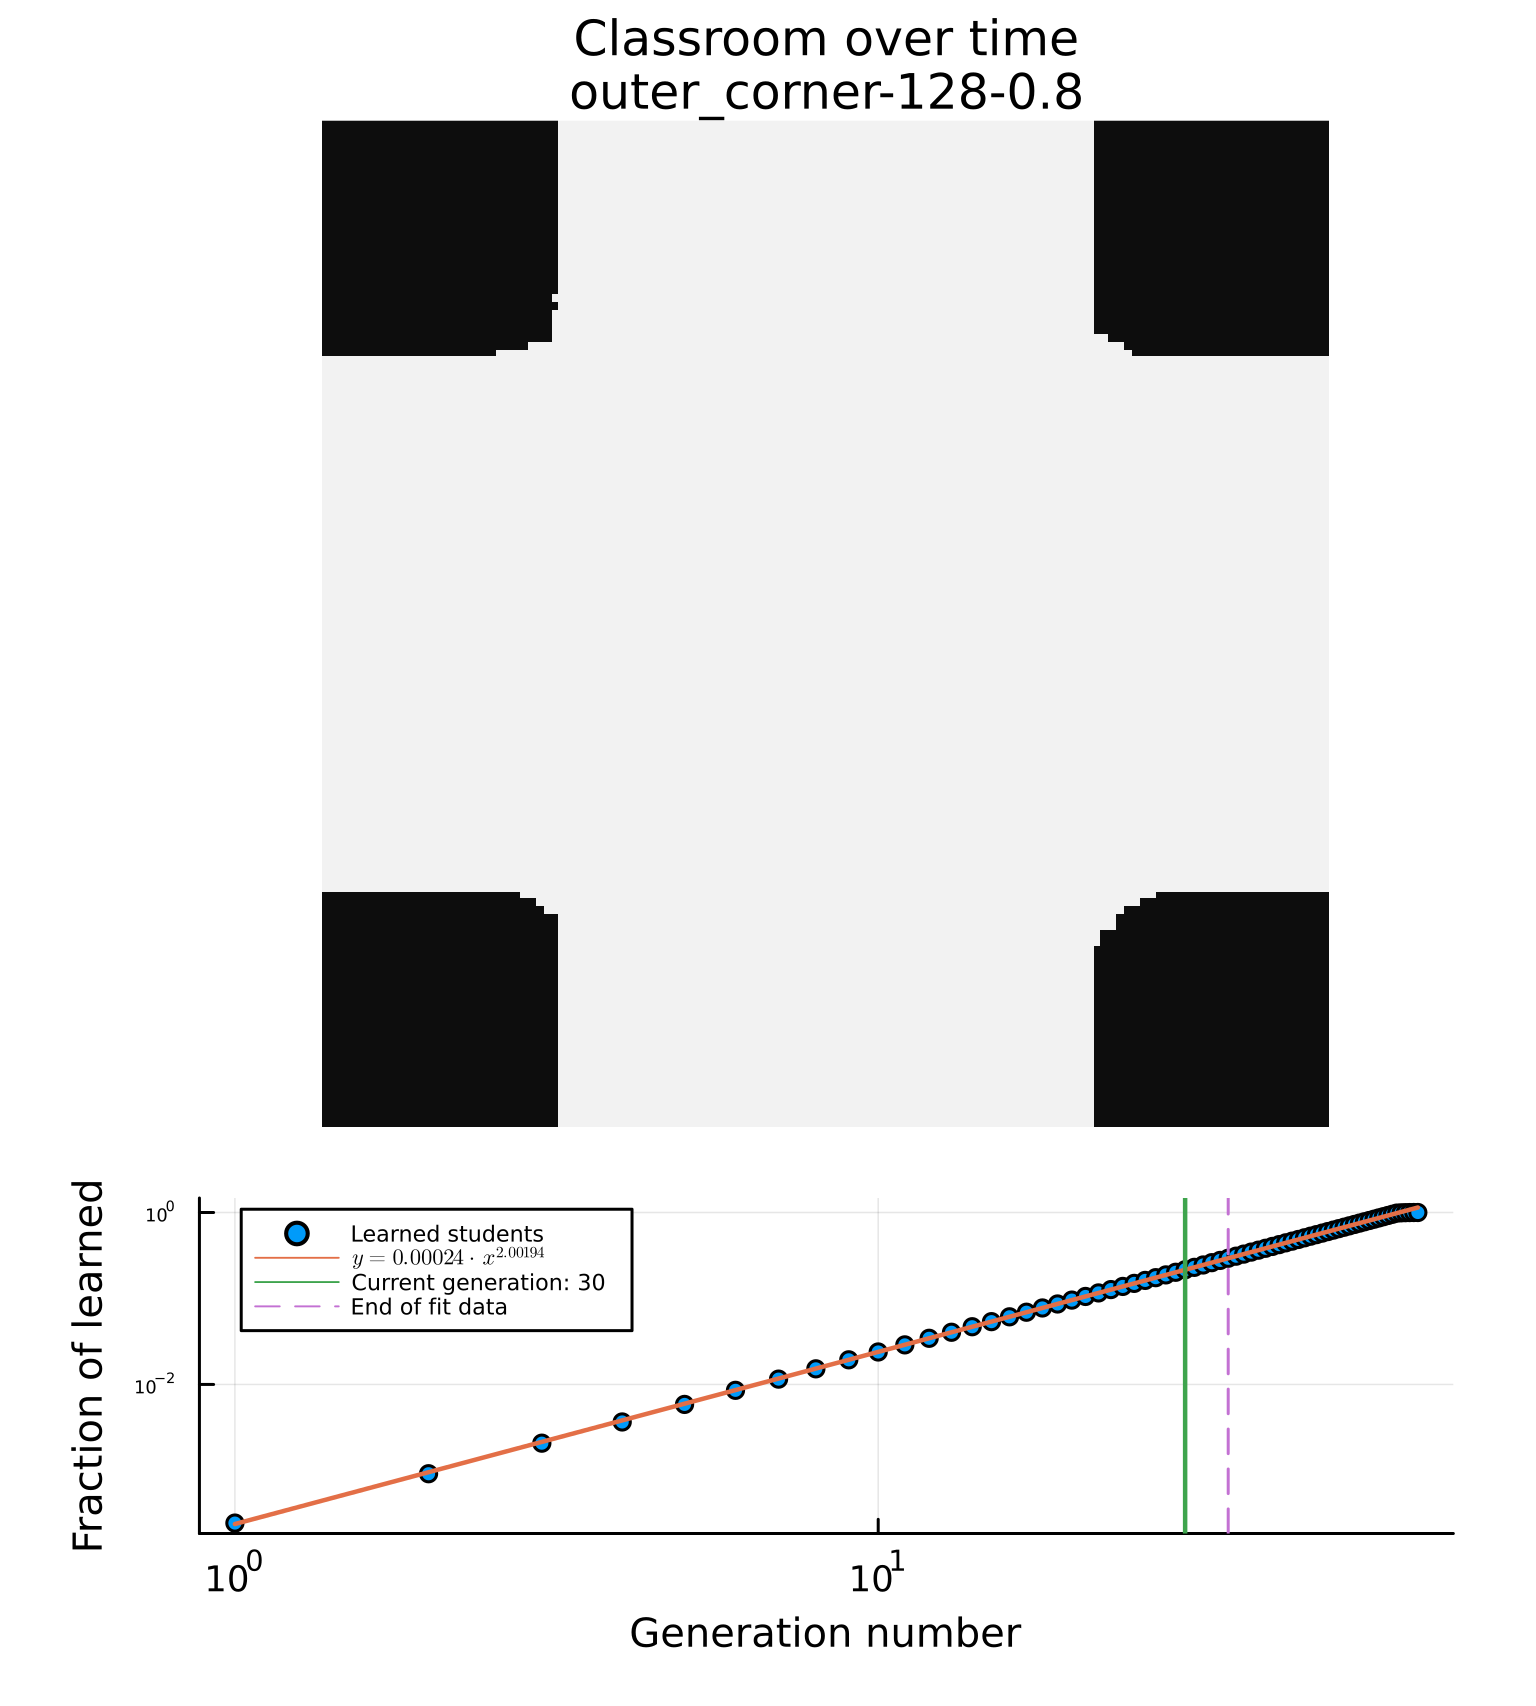 Classroom over time
outer_corner-128-0.8
Fraction of learned
10⁰
10⁻²
Learned students
y = 0.00024 · x^2.00194
Current generation: 30
End of fit data
10⁰ 10¹
Generation number